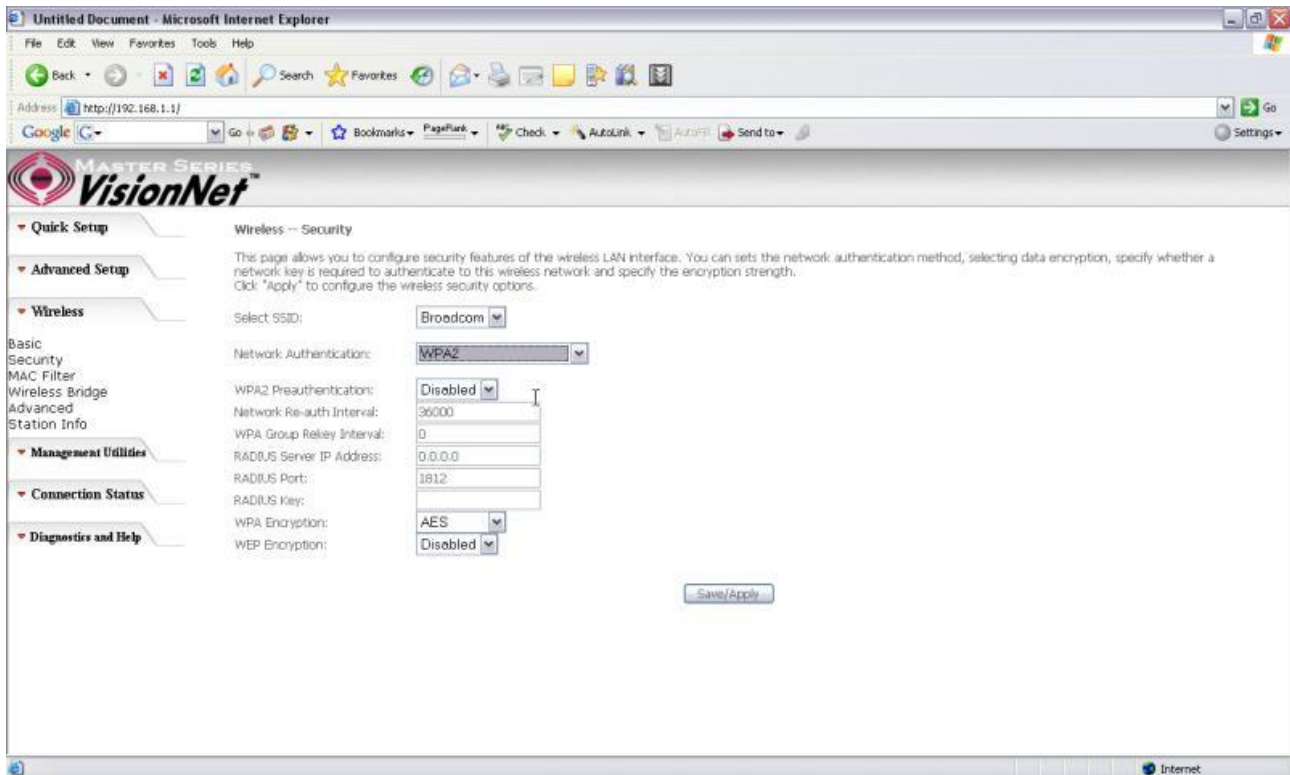 Untitled Document - Microsoft Internet Explorer
File Edit View Favorites Tools Help
Back Search Favorites
Address http://192.168.1.1/ Go
Google G Go Bookmarks PageRank Check AutoLink AutoFill Send to Settings
MASTER SERIES
VisionNet™
Quick Setup
Advanced Setup
Wireless
Basic
Security
MAC Filter
Wireless Bridge
Advanced
Station Info
Management Utilities
Connection Status
Diagnostics and Help
Wireless -- Security
This page allows you to configure security features of the wireless LAN interface. You can sets the network authentication method, selecting data encryption, specify whether a
network key is required to authenticate to this wireless network and specify the encryption strength.
Click "Apply" to configure the wireless security options.
Select SSID: Broadcom
Network Authentication: WPA2
WPA2 Preauthentication: Disabled
Network Re-auth Interval: 36000
WPA Group Rekey Interval: 0
RADIUS Server IP Address: 0.0.0.0
RADIUS Port: 1812
RADIUS Key:
WPA Encryption: AES
WEP Encryption: Disabled
Save/Apply
Internet